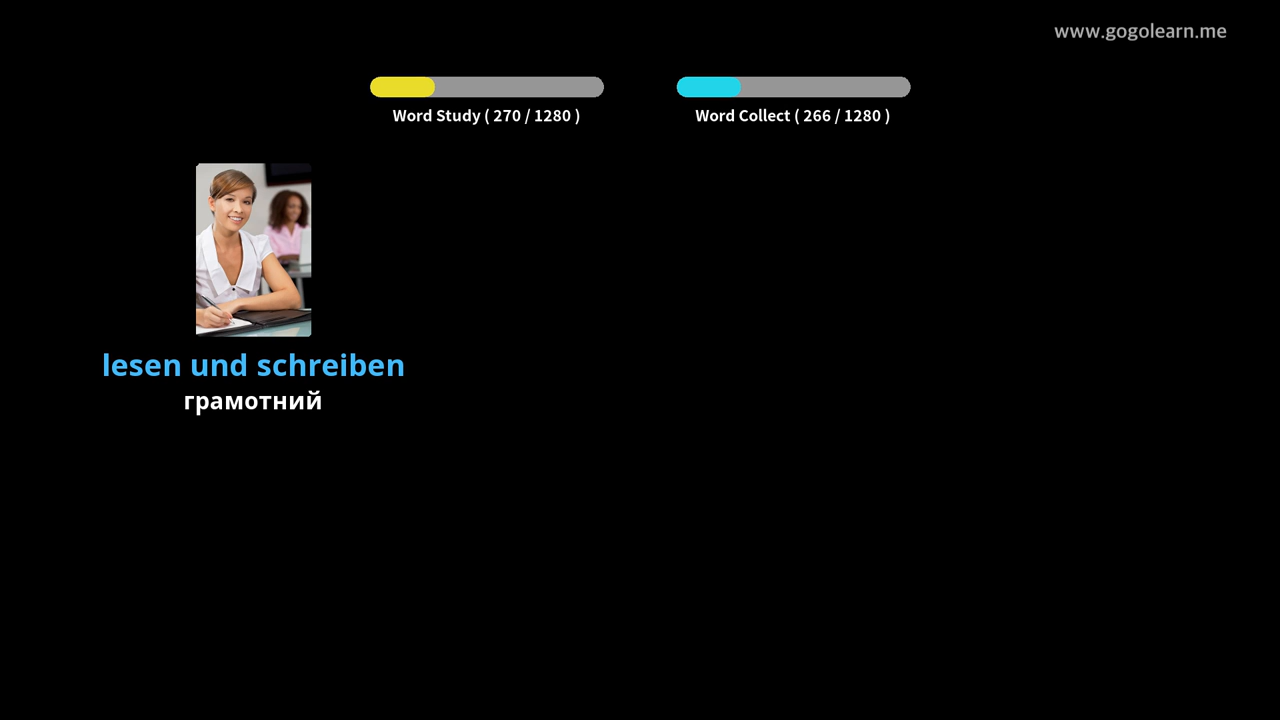 www.gogolearn.me
Word Study ( 270 / 1280 )
Word Collect ( 266 / 1280 )
lesen und schreiben
грамотний